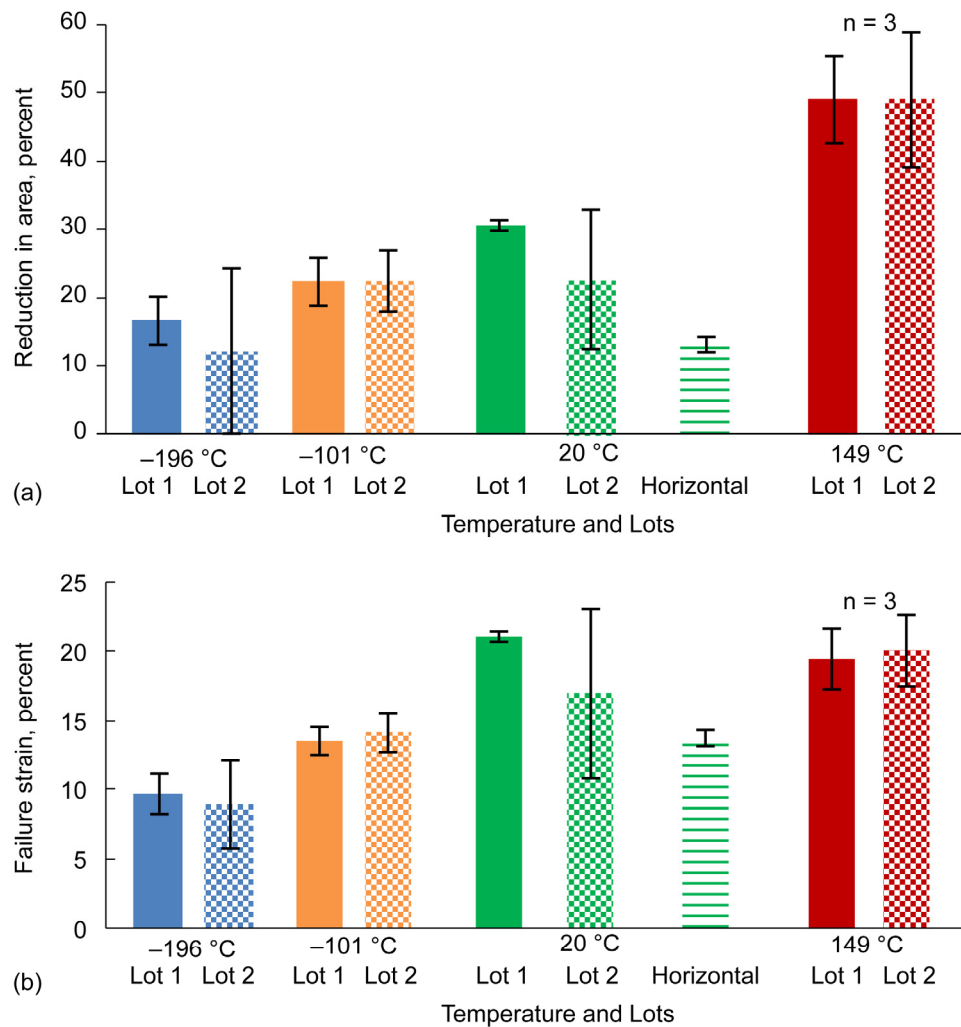 60
n = 3
50
40
30
20
10
0
Reduction in area, percent
–196 °C –101 °C 20 °C 149 °C
Lot 1 Lot 2 Lot 1 Lot 2 Lot 1 Lot 2 Horizontal Lot 1 Lot 2
(a)
Temperature and Lots
25
n = 3
20
15
10
5
0
Failure strain, percent
–196 °C –101 °C 20 °C 149 °C
Lot 1 Lot 2 Lot 1 Lot 2 Lot 1 Lot 2 Horizontal Lot 1 Lot 2
(b)
Temperature and Lots